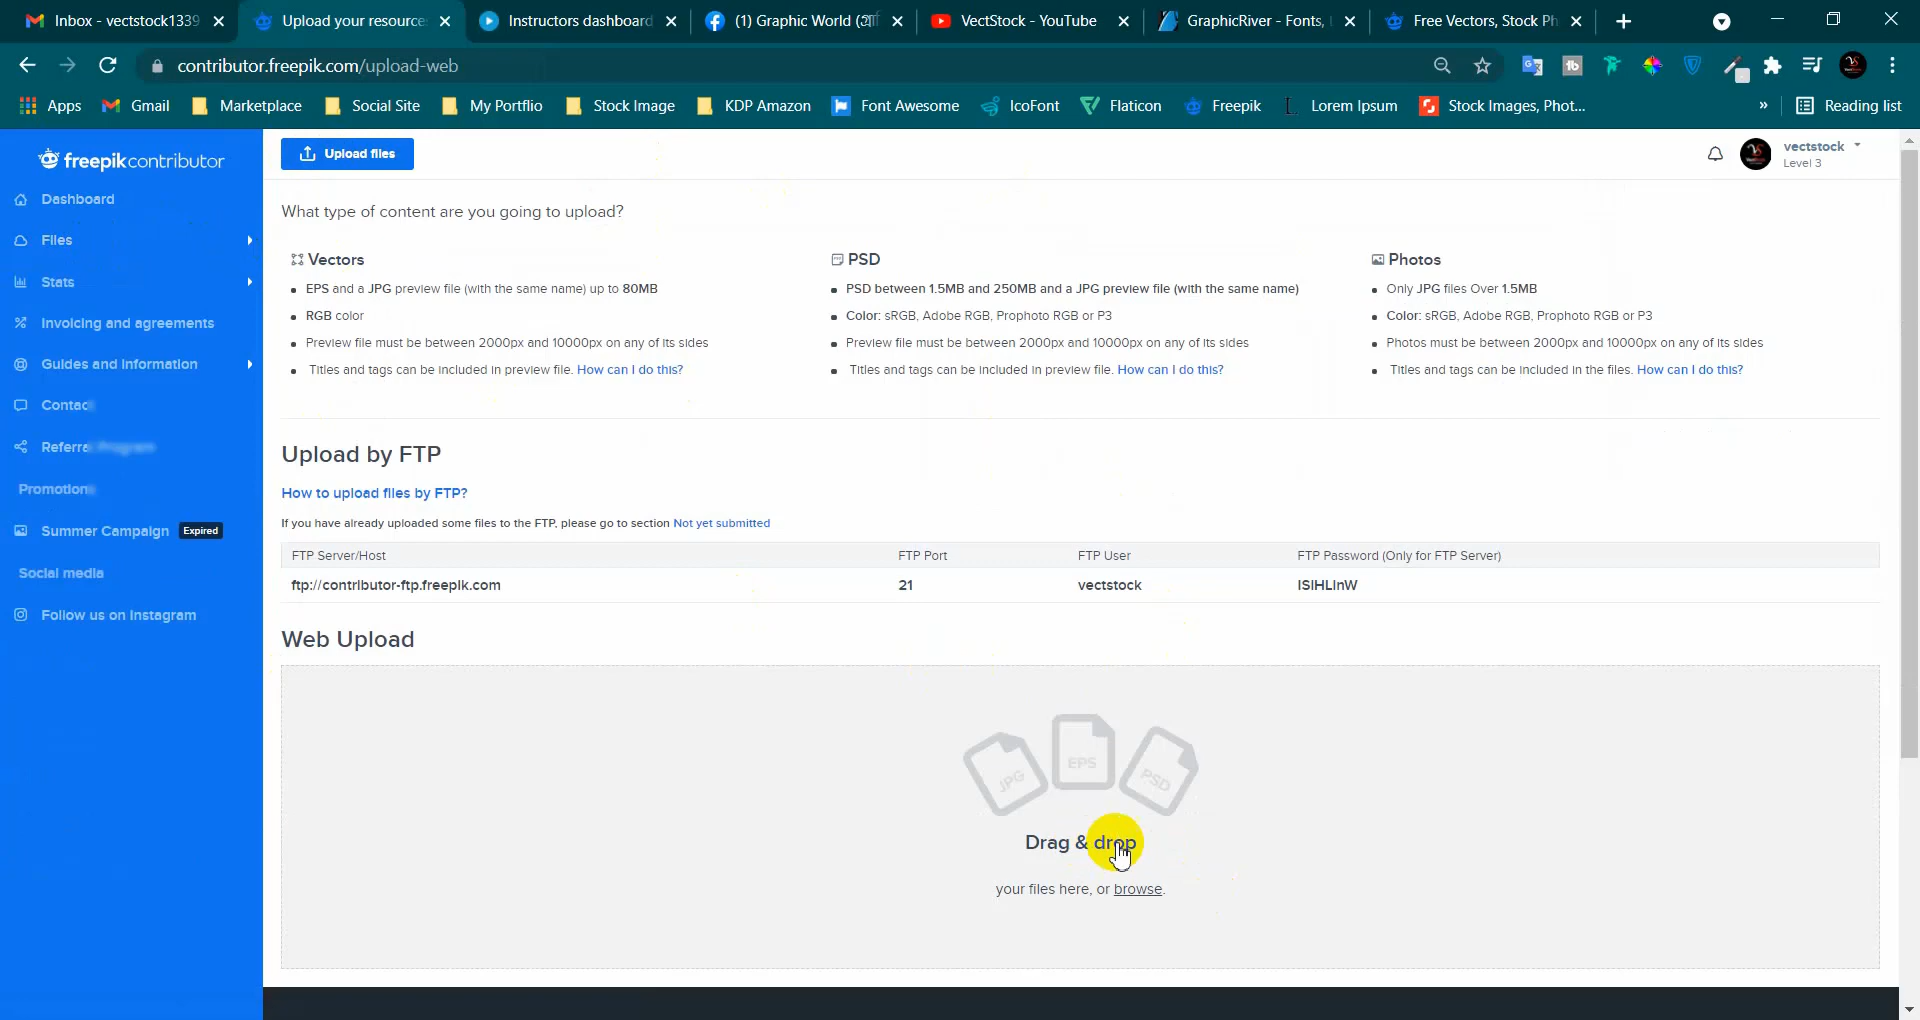 Inbox - vectstock1339
Upload your resource
Instructors dashboard
(1) Graphic World
VectStock - YouTube
GraphicRiver - Fonts,
Free Vectors, Stock Ph
contributor.freepik.com/upload-web
Apps
Gmail
Marketplace
Social Site
My Portflio
Stock Image
KDP Amazon
Font Awesome
IcoFont
Flaticon
Freepik
Lorem Ipsum
Stock Images, Phot...
»
Reading list
freepikcontributor
Upload files
vectstock
Level 3
Dashboard
Files
Stats
Invoicing and agreements
Guides and information
Contact
Referral Program
Promotions
Summer Campaign Expired
Social media
Follow us on Instagram
What type of content are you going to upload?
Vectors
EPS and a JPG preview file (with the same name) up to 80MB
RGB color
Preview file must be between 2000px and 10000px on any of its sides
Titles and tags can be included in preview file. How can I do this?
PSD
PSD between 1.5MB and 250MB and a JPG preview file (with the same name)
Color: sRGB, Adobe RGB, Prophoto RGB or P3
Preview file must be between 2000px and 10000px on any of its sides
Titles and tags can be included in preview file. How can I do this?
Photos
Only JPG files Over 1.5MB
Color: sRGB, Adobe RGB, Prophoto RGB or P3
Photos must be between 2000px and 10000px on any of its sides
Titles and tags can be included in the files. How can I do this?
Upload by FTP
How to upload files by FTP?
If you have already uploaded some files to the FTP, please go to section Not yet submitted
FTP Server/Host FTP Port FTP User FTP Password (Only for FTP Server)
ftp://contributor-ftp.freepik.com 21 vectstock
Web Upload
JPG
EPS
PSD
Drag & drop
your files here, or browse.